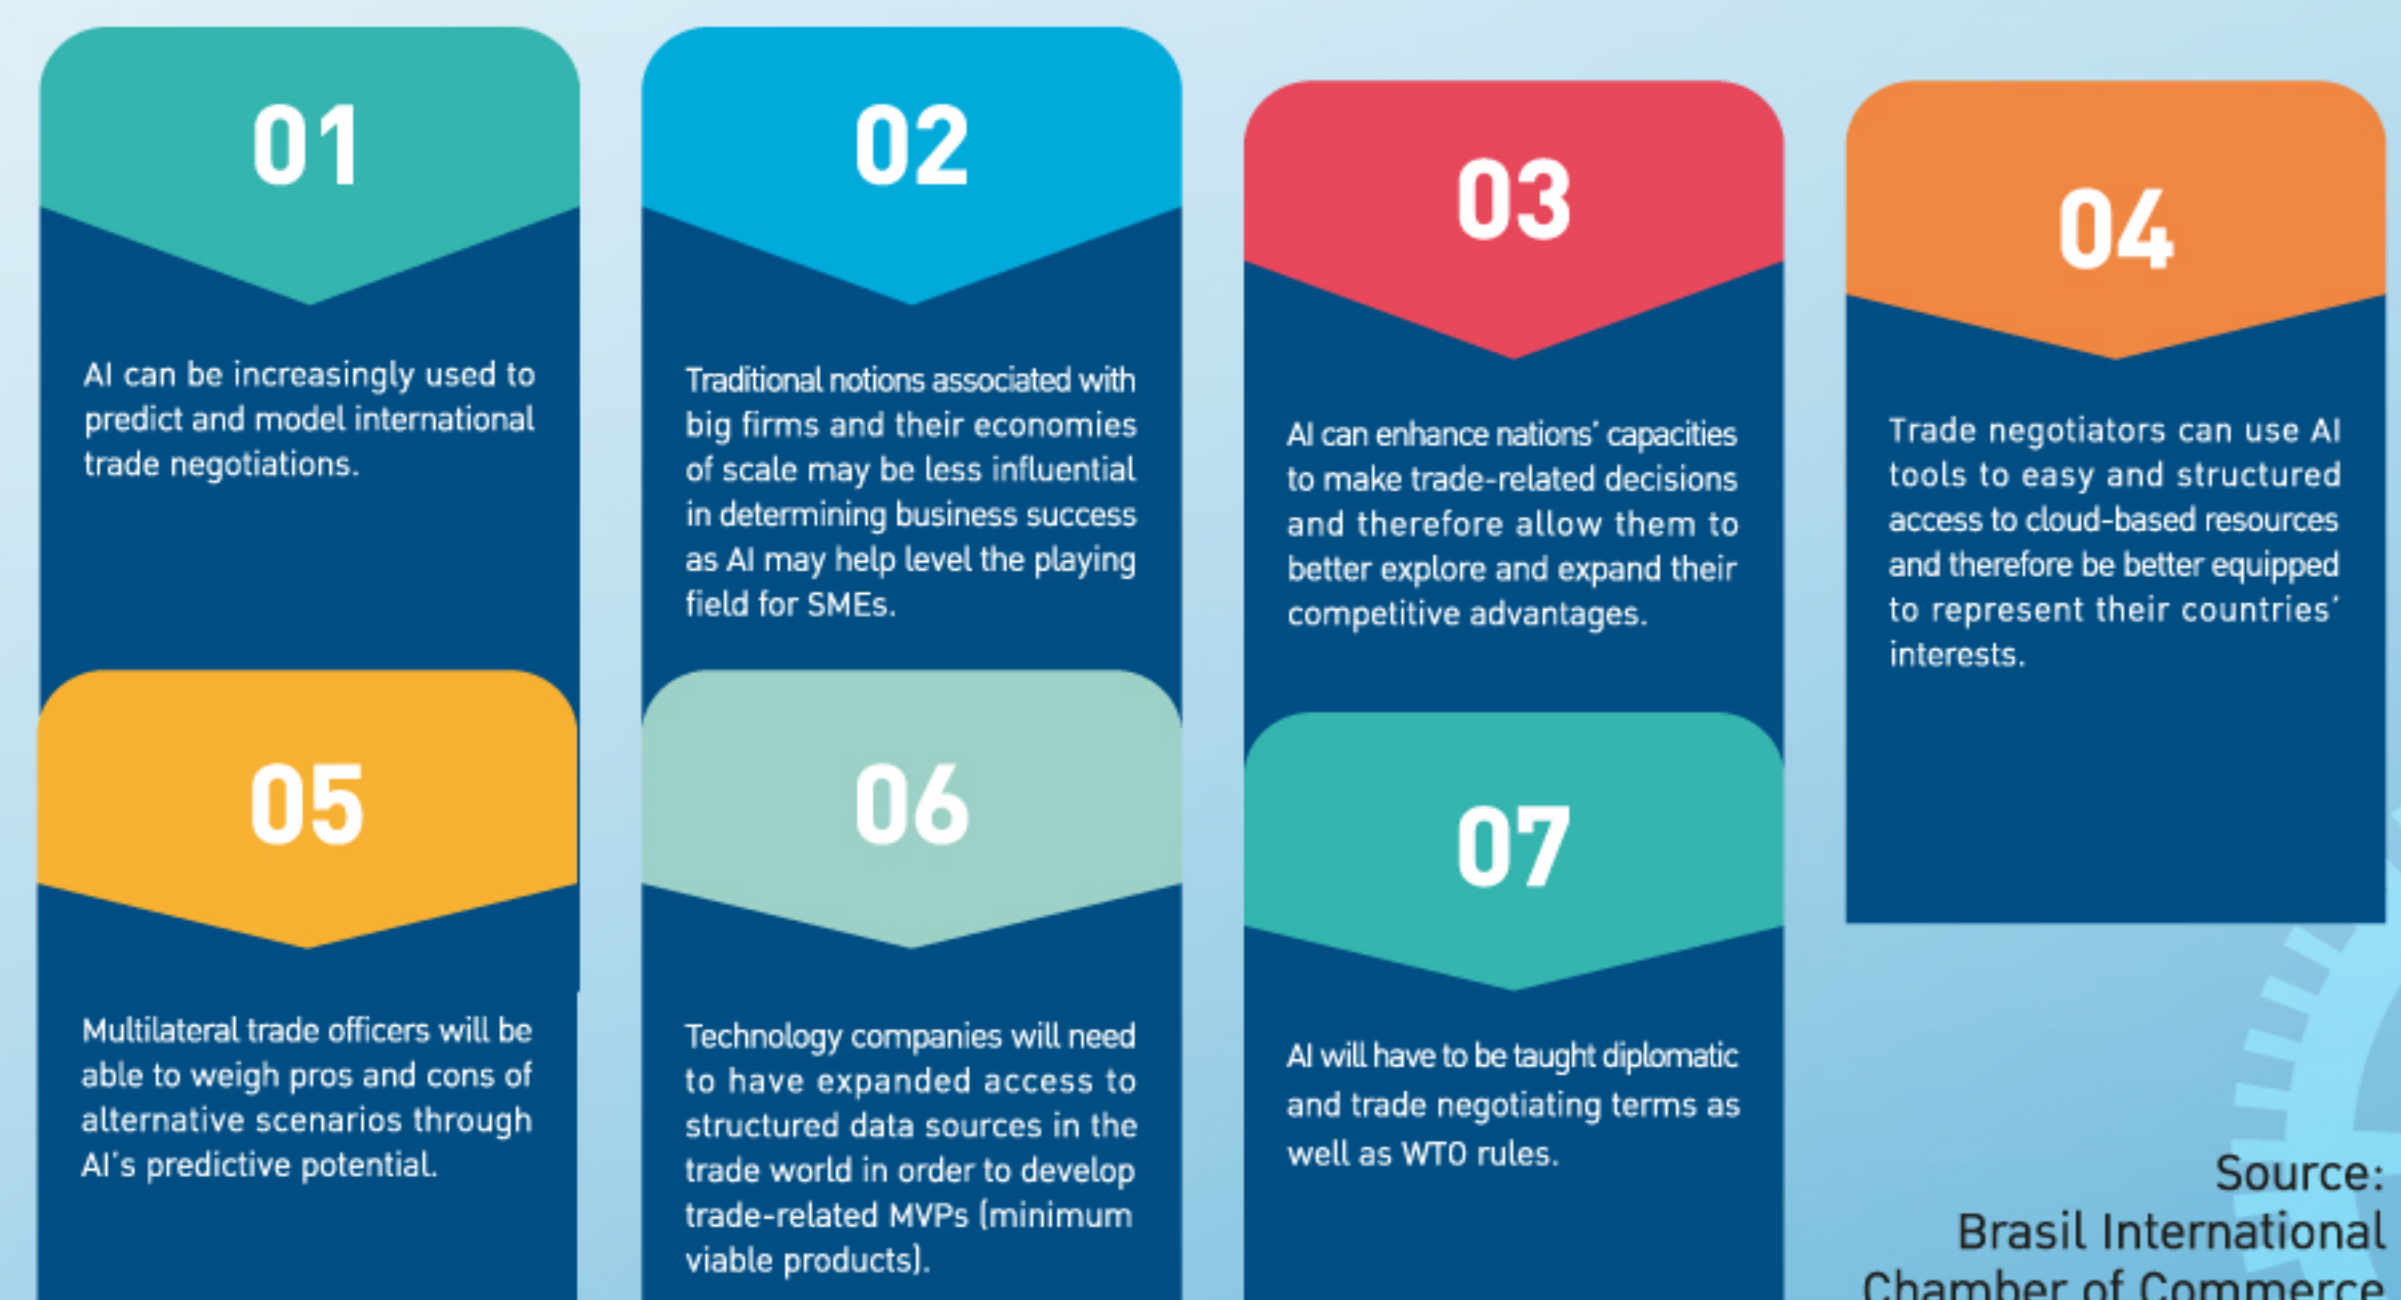 01
AI can be increasingly used to
predict and model international
trade negotiations.
02
Traditional notions associated with
big firms and their economies
of scale may be less influential
in determining business success
as AI may help level the playing
field for SMEs.
03
AI can enhance nations' capacities
to make trade-related decisions
and therefore allow them to
better explore and expand their
competitive advantages.
04
Trade negotiators can use AI
tools to easy and structured
access to cloud-based resources
and therefore be better equipped
to represent their countries'
interests.
05
Multilateral trade officers will be
able to weigh pros and cons of
alternative scenarios through
AI's predictive potential.
06
Technology companies will need
to have expanded access to
structured data sources in the
trade world in order to develop
trade-related MVPs (minimum
viable products).
07
AI will have to be taught diplomatic
and trade negotiating terms as
well as WTO rules.
Source:
Brasil International
Chamber of Commerce